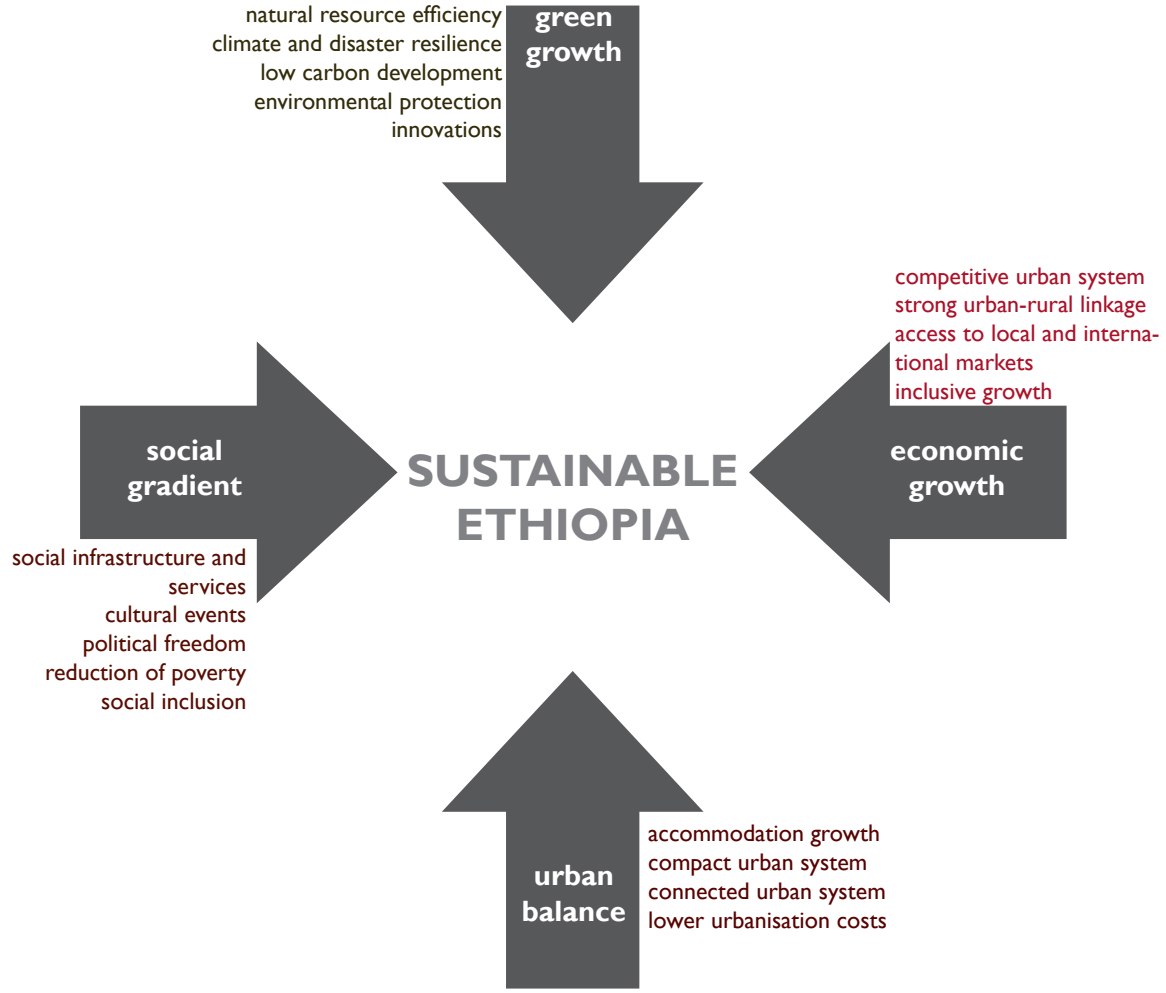 natural resource efficiency
climate and disaster resilience
low carbon development
environmental protection
innovations
green
growth
competitive urban system
strong urban-rural linkage
access to local and interna-
tional markets
inclusive growth
social
gradient
SUSTAINABLE
ETHIOPIA
economic
growth
social infrastructure and
services
cultural events
political freedom
reduction of poverty
social inclusion
urban
balance
accommodation growth
compact urban system
connected urban system
lower urbanisation costs